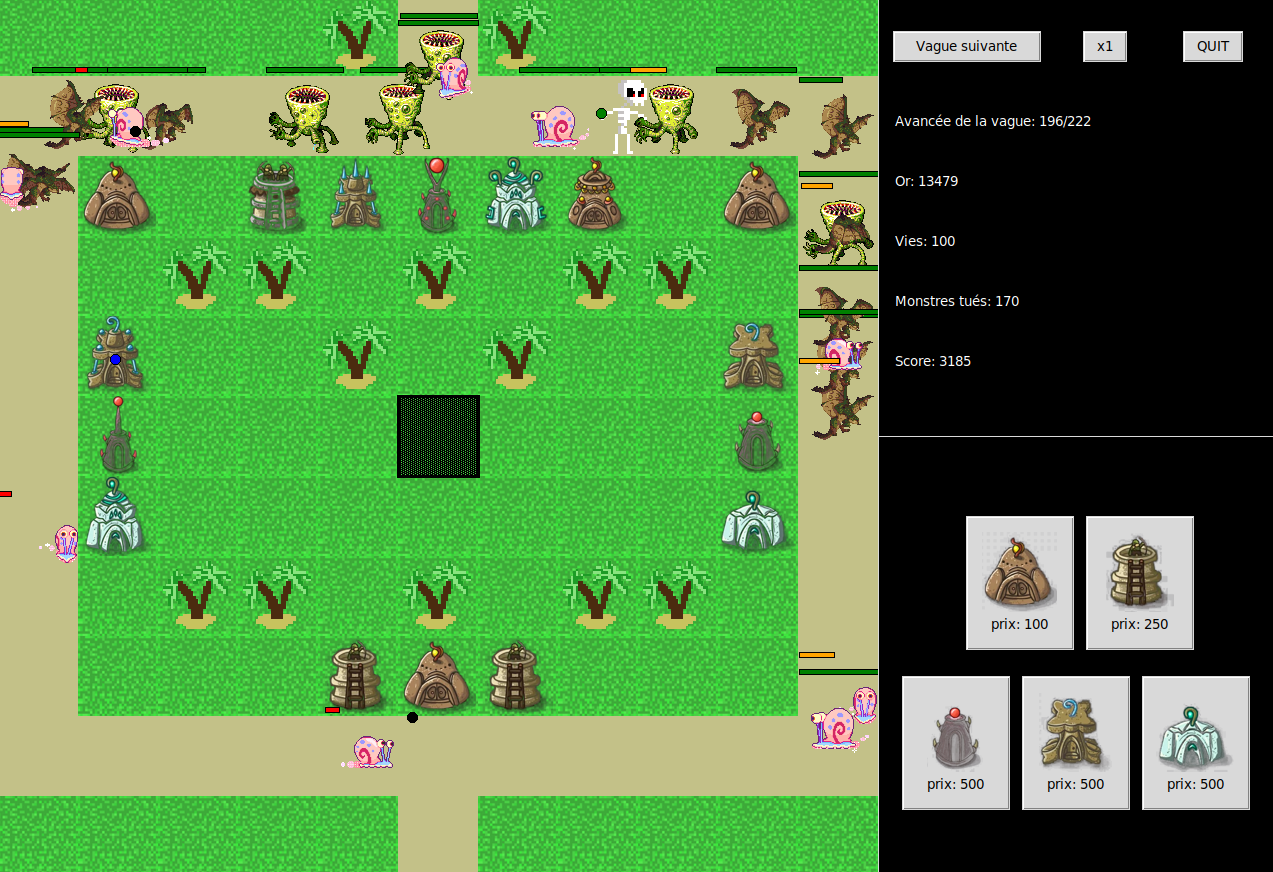 Vague suivante
x1
QUIT
Avancée de la vague: 196/222
Or: 13479
Vies: 100
Monstres tués: 170
Score: 3185
prix: 100
prix: 250
prix: 500
prix: 500
prix: 500